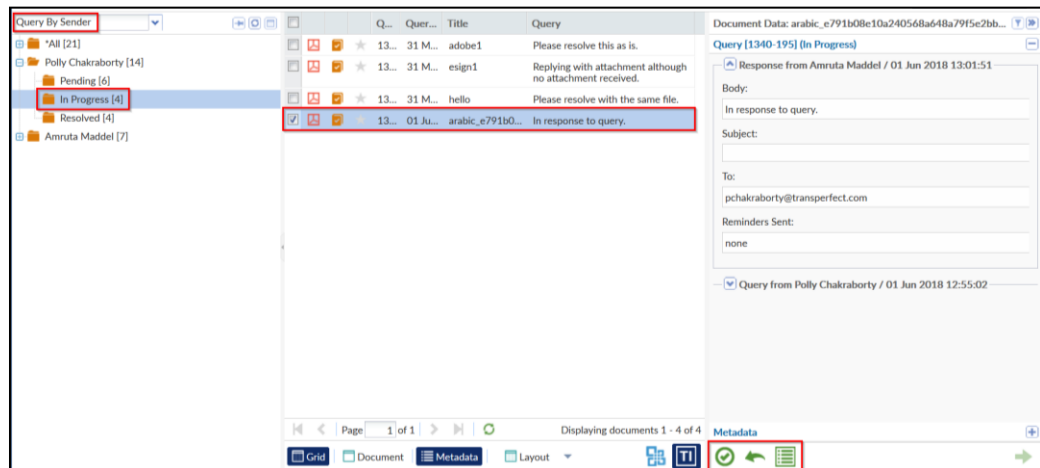 Query By Sender
*All [21]
Polly Chakraborty [14]
Pending [6]
In Progress [4]
Resolved [4]
Amruta Maddel [7]
Q... Quer... Title Query
13... 31 M... adobe1 Please resolve this as is.
13... 31 M... esign1 Replying with attachment although
no attachment received.
13... 31 M... hello Please resolve with the same file.
13... 01 Ju... arabic_e791b0... In response to query.
Page 1 of 1 Displaying documents 1 - 4 of 4
Grid Document Metadata Layout TI
Document Data: arabic_e791b08e10a240568a648a79f5e2bb...
Query [1340-195] (In Progress)
Response from Amruta Maddel / 01 Jun 2018 13:01:51
Body:
In response to query.
Subject:
To:
pchakraborty@transperfect.com
Reminders Sent:
none
Query from Polly Chakraborty / 01 Jun 2018 12:55:02
Metadata